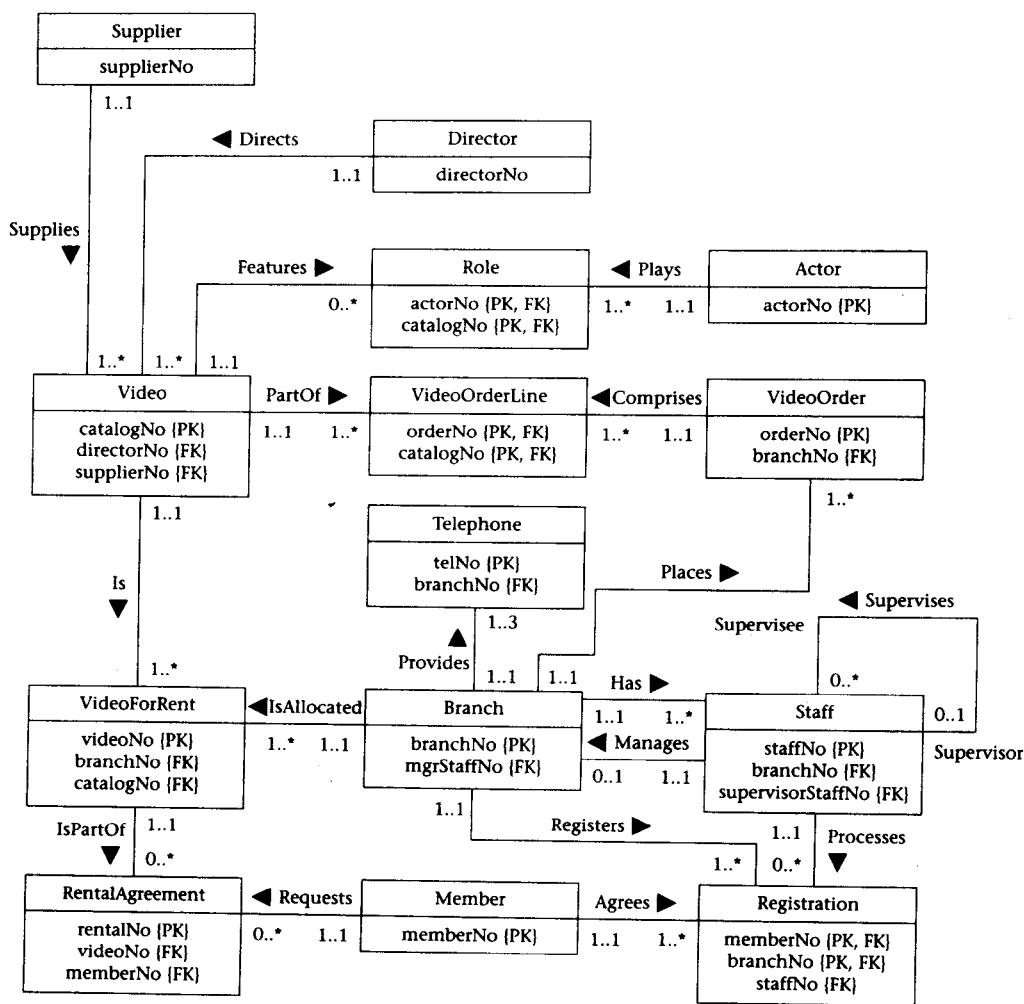 Supplier
supplierNo
1..1
◀ Directs
Director
1..1
directorNo
Supplies
▼
Features ▶
Role
◀ Plays
Actor
0..*
actorNo {PK, FK}
catalogNo {PK, FK}
1..*
1..1
actorNo {PK}
1..*
1..*
1..1
Video
PartOf ▶
VideoOrderLine
◀Comprises
VideoOrder
catalogNo {PK}
directorNo {FK}
supplierNo {FK}
1..1
1..*
orderNo {PK, FK}
catalogNo {PK, FK}
1..*
1..1
orderNo {PK}
branchNo {FK}
1..1
1..*
Telephone
telNo {PK}
branchNo {FK}
Is
▼
Places ▶
◀ Supervises
1..3
Supervisee
▲
Provides
1..*
1..1
1..1
0..*
VideoForRent
◀IsAllocated
Branch
Has ▶
Staff
videoNo {PK}
branchNo {FK}
catalogNo {FK}
1..*
1..1
branchNo {PK}
mgrStaffNo {FK}
1..1
1..*
◀ Manages
0..1
1..1
staffNo {PK}
branchNo {FK}
supervisorStaffNo {FK}
0..1
Supervisor
IsPartOf
▼
1..1
0..*
1..1
Registers ▶
1..1
Processes
▼
1..*
0..*
RentalAgreement
◀ Requests
Member
Agrees ▶
Registration
rentalNo {PK}
videoNo {FK}
memberNo {FK}
0..*
1..1
memberNo {PK}
1..1
1..*
memberNo {PK, FK}
branchNo {PK, FK}
staffNo {FK}